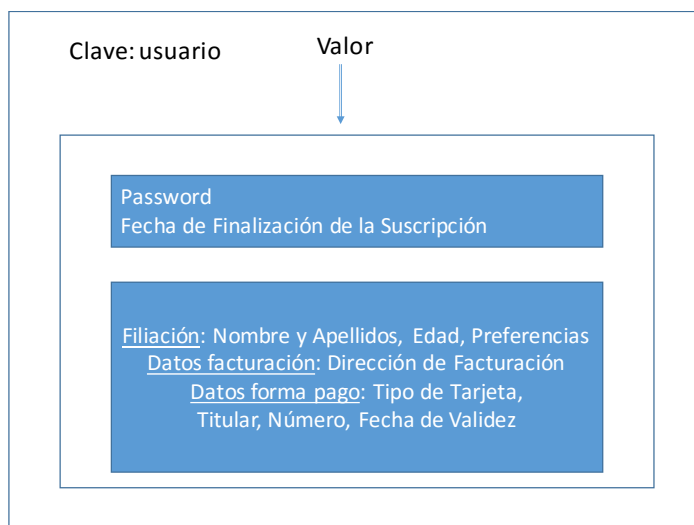 Clave: usuario
Valor
Password
Fecha de Finalización de la Suscripción
Filiación: Nombre y Apellidos, Edad, Preferencias
Datos facturación: Dirección de Facturación
Datos forma pago: Tipo de Tarjeta,
Titular, Número, Fecha de Validez